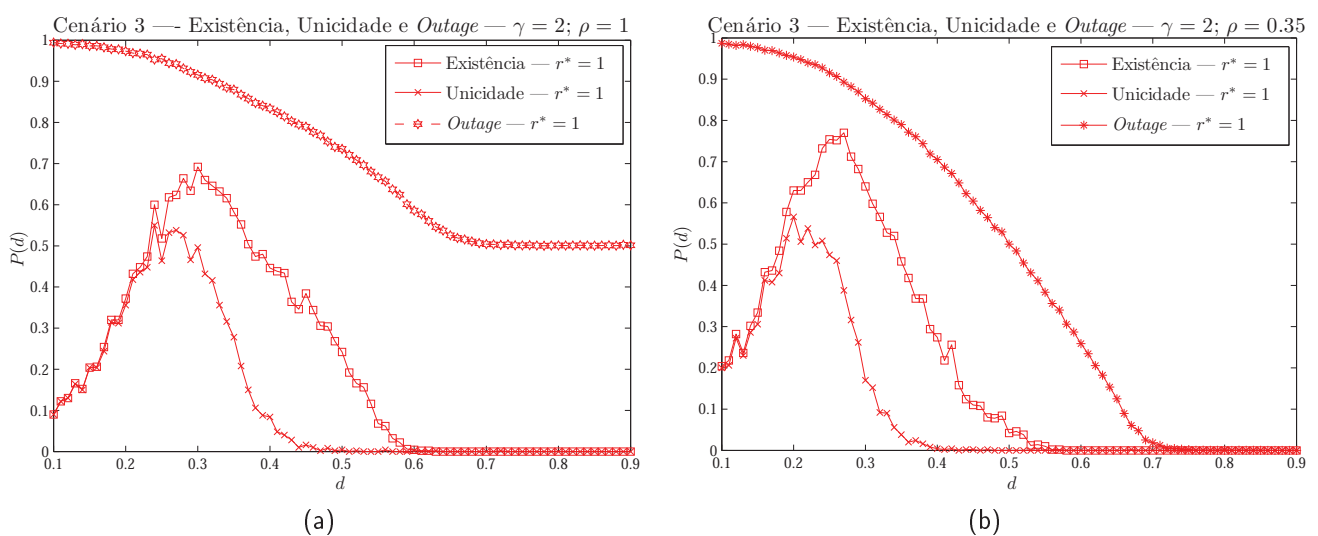 Cenário 3 — - Existência, Unicidade e Outage — γ = 2; ρ = 1
1
0.9
0.8
0.7
0.6
0.5
0.4
0.3
0.2
0.1
0
P(d)
Existência — r* = 1
Unicidade — r* = 1
Outage — r* = 1
0.1 0.2 0.3 0.4 0.5 0.6 0.7 0.8 0.9
d
(a)
Cenário 3 — Existência, Unicidade e Outage — γ = 2; ρ = 0.35
1
0.9
0.8
0.7
0.6
0.5
0.4
0.3
0.2
0.1
0
P(d)
Existência — r* = 1
Unicidade — r* = 1
Outage — r* = 1
0.1 0.2 0.3 0.4 0.5 0.6 0.7 0.8 0.9
d
(b)